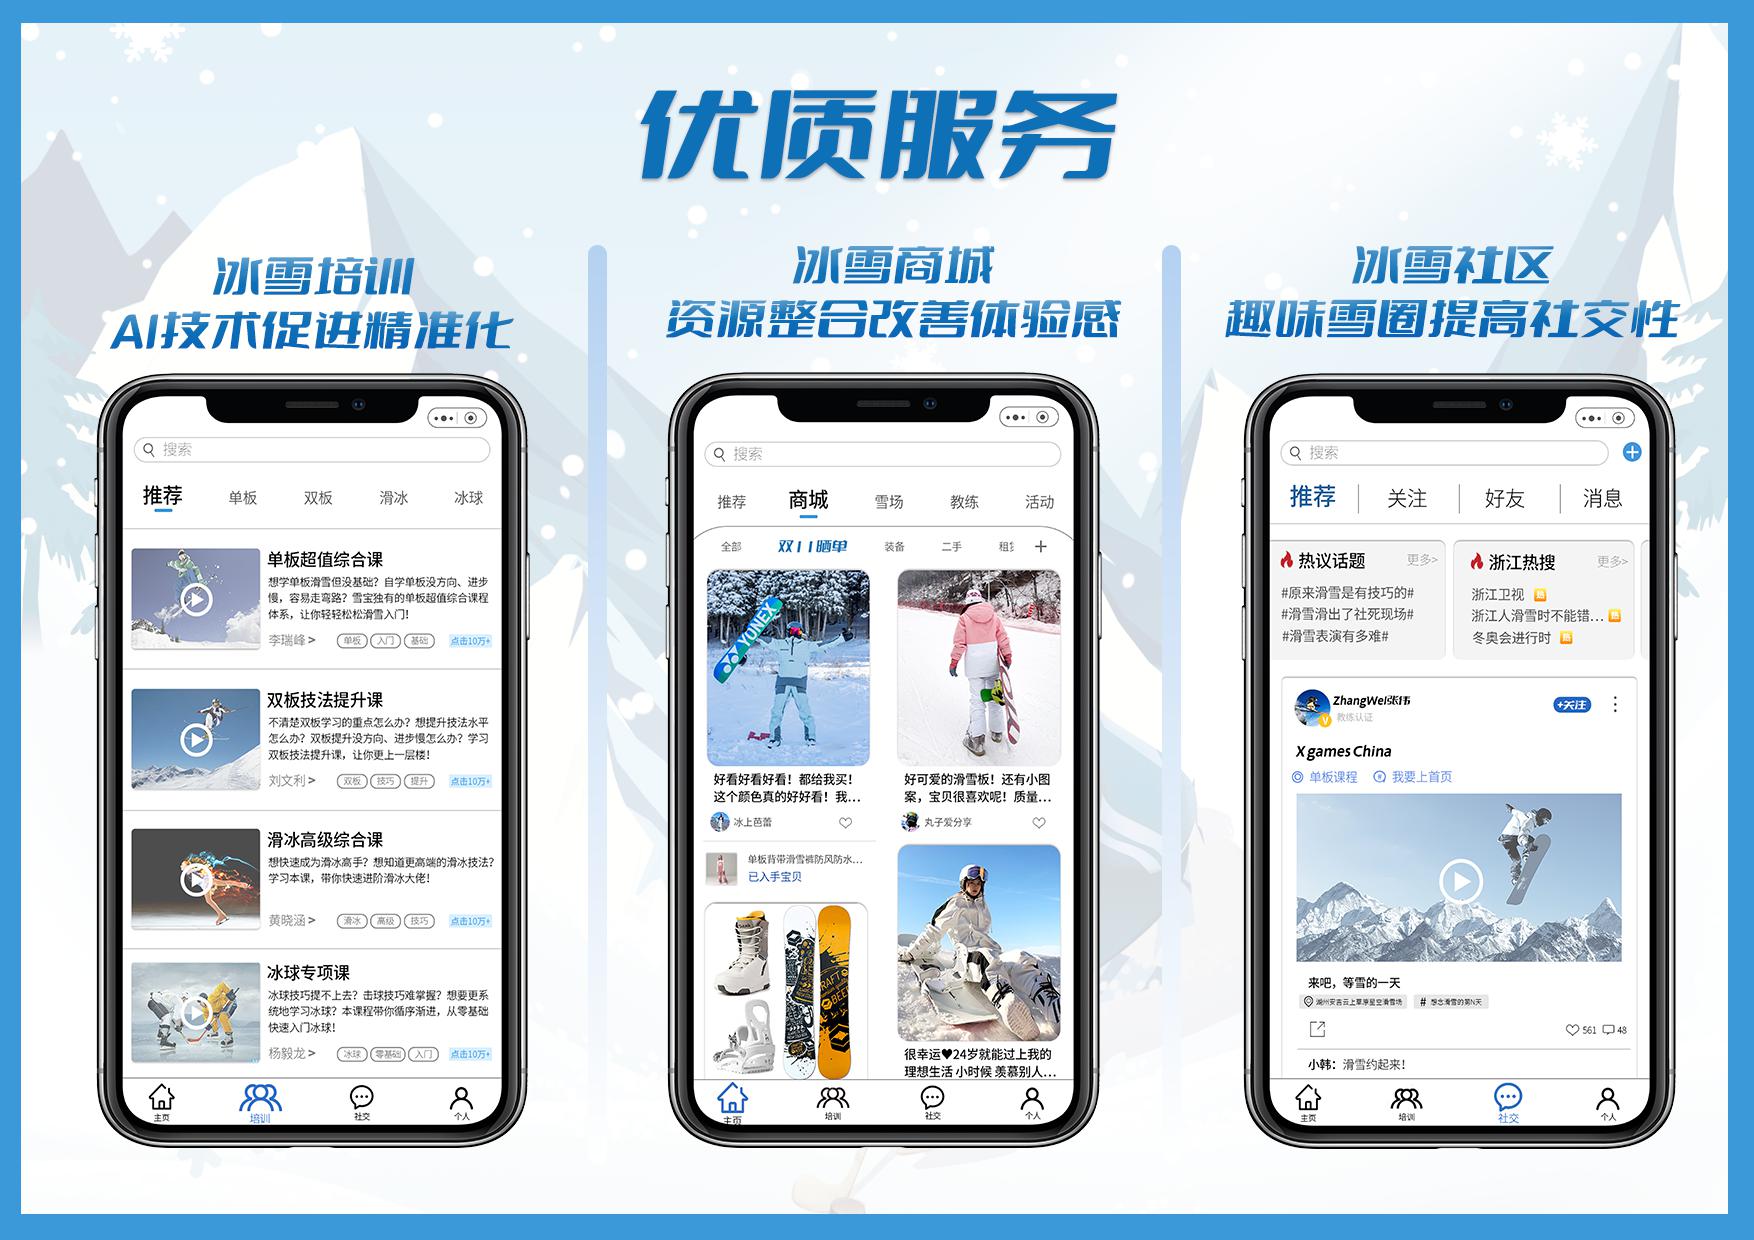 优质服务
冰雪培训
AI技术促进精准化
搜索
推荐 单板 双板 滑冰 冰球
单板超值综合课
想学单板滑雪但没基础？自学单板没方向、进步
慢，容易走弯路？雪宝独有的单板超值综合课程
体系，让你轻轻松松滑雪入门！
李瑞峰> 单板 入门 基础 点击10万+
双板技法提升课
不清楚双板学习的重点怎么办？想提升技法水平
怎么办？双板提升没方向、进步慢怎么办？学习
双板技法提升课，让你更上一层楼！
刘文利> 双板 技巧 提升 点击10万+
滑冰高级综合课
想快速成为滑冰高手？想知道更高端的滑冰技法？
学习本课，带你快速进阶滑冰大佬！
黄晓涵> 滑冰 高级 技巧 点击10万+
冰球专项课
冰球技巧提不上去？击球技巧难掌握？想要更系
统地学习冰球？本课程带你循序渐进，从零基础
快速入门冰球！
杨毅龙> 冰球 零基础 入门 点击10万+
主页 培训 社交 个人
冰雪商城
资源整合改善体验感
搜索
推荐 商城 雪场 教练 活动
全部 双11晒单 装备 二手 租赁 +
YONEX
好看好看好看！都给我买！
这个颜色真的好好看！我...
冰上芭蕾
单板背带滑雪裤防风防水...
已入手宝贝
好可爱的滑雪板！还有小图
案，宝贝很喜欢呢！质量...
丸子爱分享
很幸运♥24岁就能过上我的
理想生活 小时候 羡慕别人...
主页 培训 社交 个人
冰雪社区
趣味雪圈提高社交性
搜索
推荐 关注 好友 消息
热议话题 更多>
#原来滑雪是有技巧的#
#滑雪滑出了社死现场#
#滑雪表演有多难#
浙江热搜 更多>
浙江卫视 热
浙江人滑雪时不能错... 热
冬奥会进行时 热
ZhangWei张伟 +关注
教练认证
X games China
单板课程 我要上首页
来吧，等雪的一天
湖州安吉云上草原星空滑雪场 # 想念滑雪的第N天
561 48
小韩：滑雪约起来！
主页 培训 社交 个人